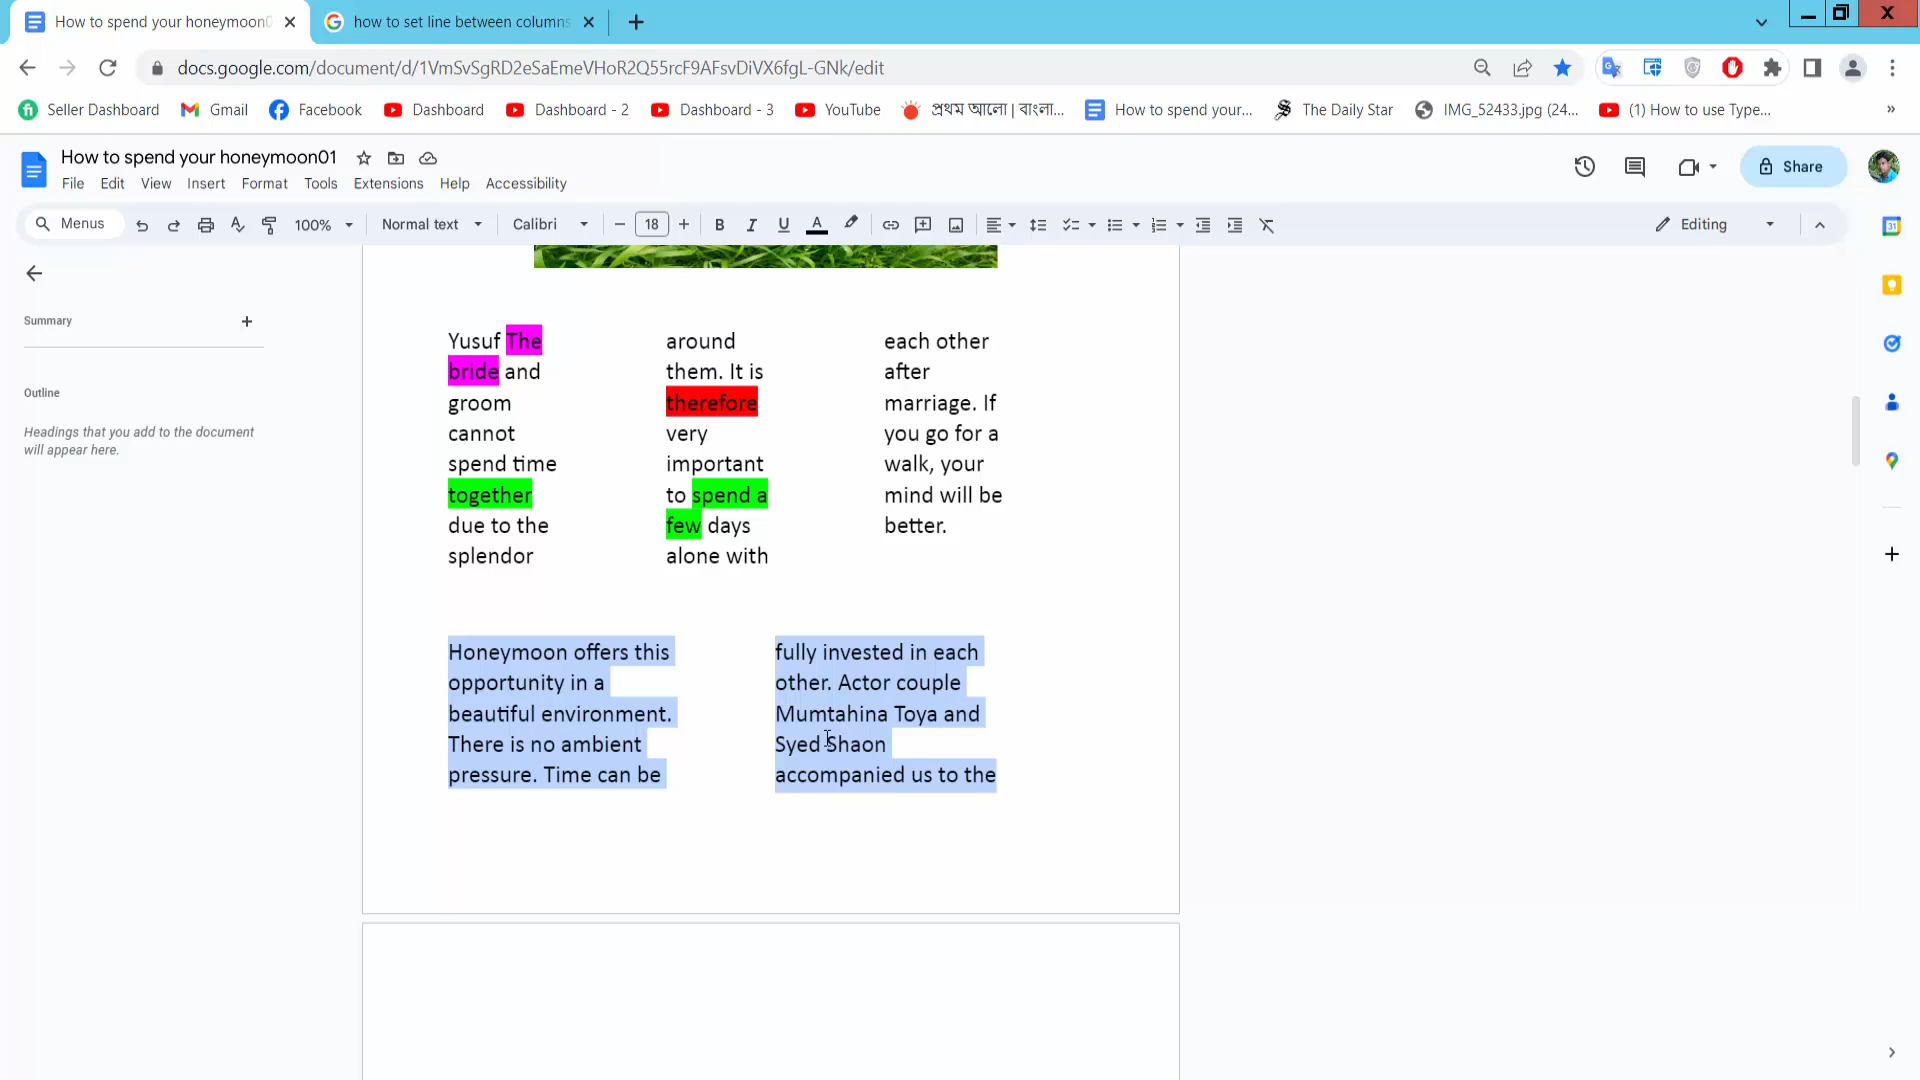 How to spend your honeymoon0
how to set line between columns
docs.google.com/document/d/1VmSvSgRD2eSaEmeVHoR2Q55rcF9AFsvDiVX6fgL-GNk/edit
Seller Dashboard
Gmail
Facebook
Dashboard
Dashboard - 2
Dashboard - 3
YouTube
প্রথম আলো | বাংলা...
How to spend your...
The Daily Star
IMG_52433.jpg (24...
(1) How to use Type...
»
How to spend your honeymoon01
File Edit View Insert Format Tools Extensions Help Accessibility
Share
Menus
100%
Normal text
Calibri
18
Editing
Summary
Outline
Headings that you add to the document
will appear here.
Yusuf The
bride and
groom
cannot
spend time
together
due to the
splendor
around
them. It is
therefore
very
important
to spend a
few days
alone with
each other
after
marriage. If
you go for a
walk, your
mind will be
better.
Honeymoon offers this
opportunity in a
beautiful environment.
There is no ambient
pressure. Time can be
fully invested in each
other. Actor couple
Mumtahina Toya and
Syed Shaon
accompanied us to the
31